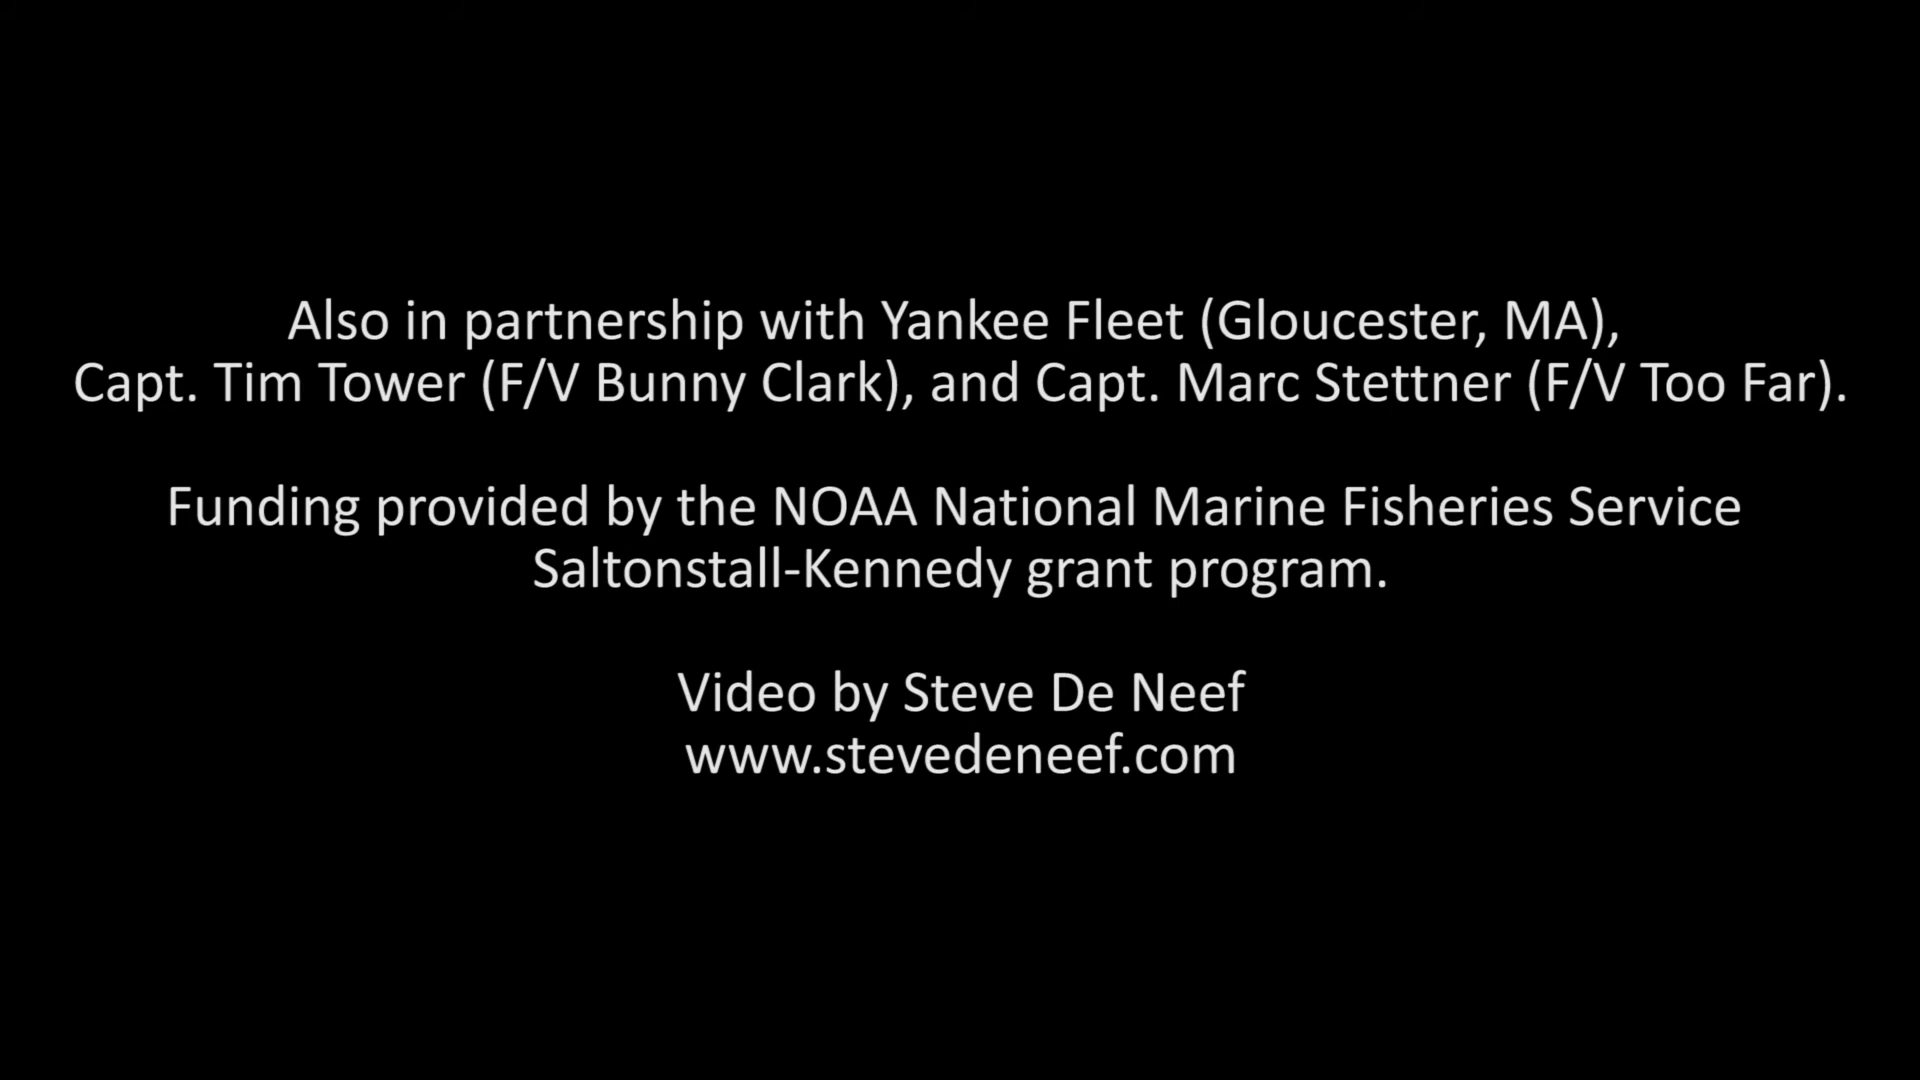 Also in partnership with Yankee Fleet (Gloucester, MA),
Capt. Tim Tower (F/V Bunny Clark), and Capt. Marc Stettner (F/V Too Far).
Funding provided by the NOAA National Marine Fisheries Service
Saltonstall-Kennedy grant program.
Video by Steve De Neef
www.stevedeneef.com